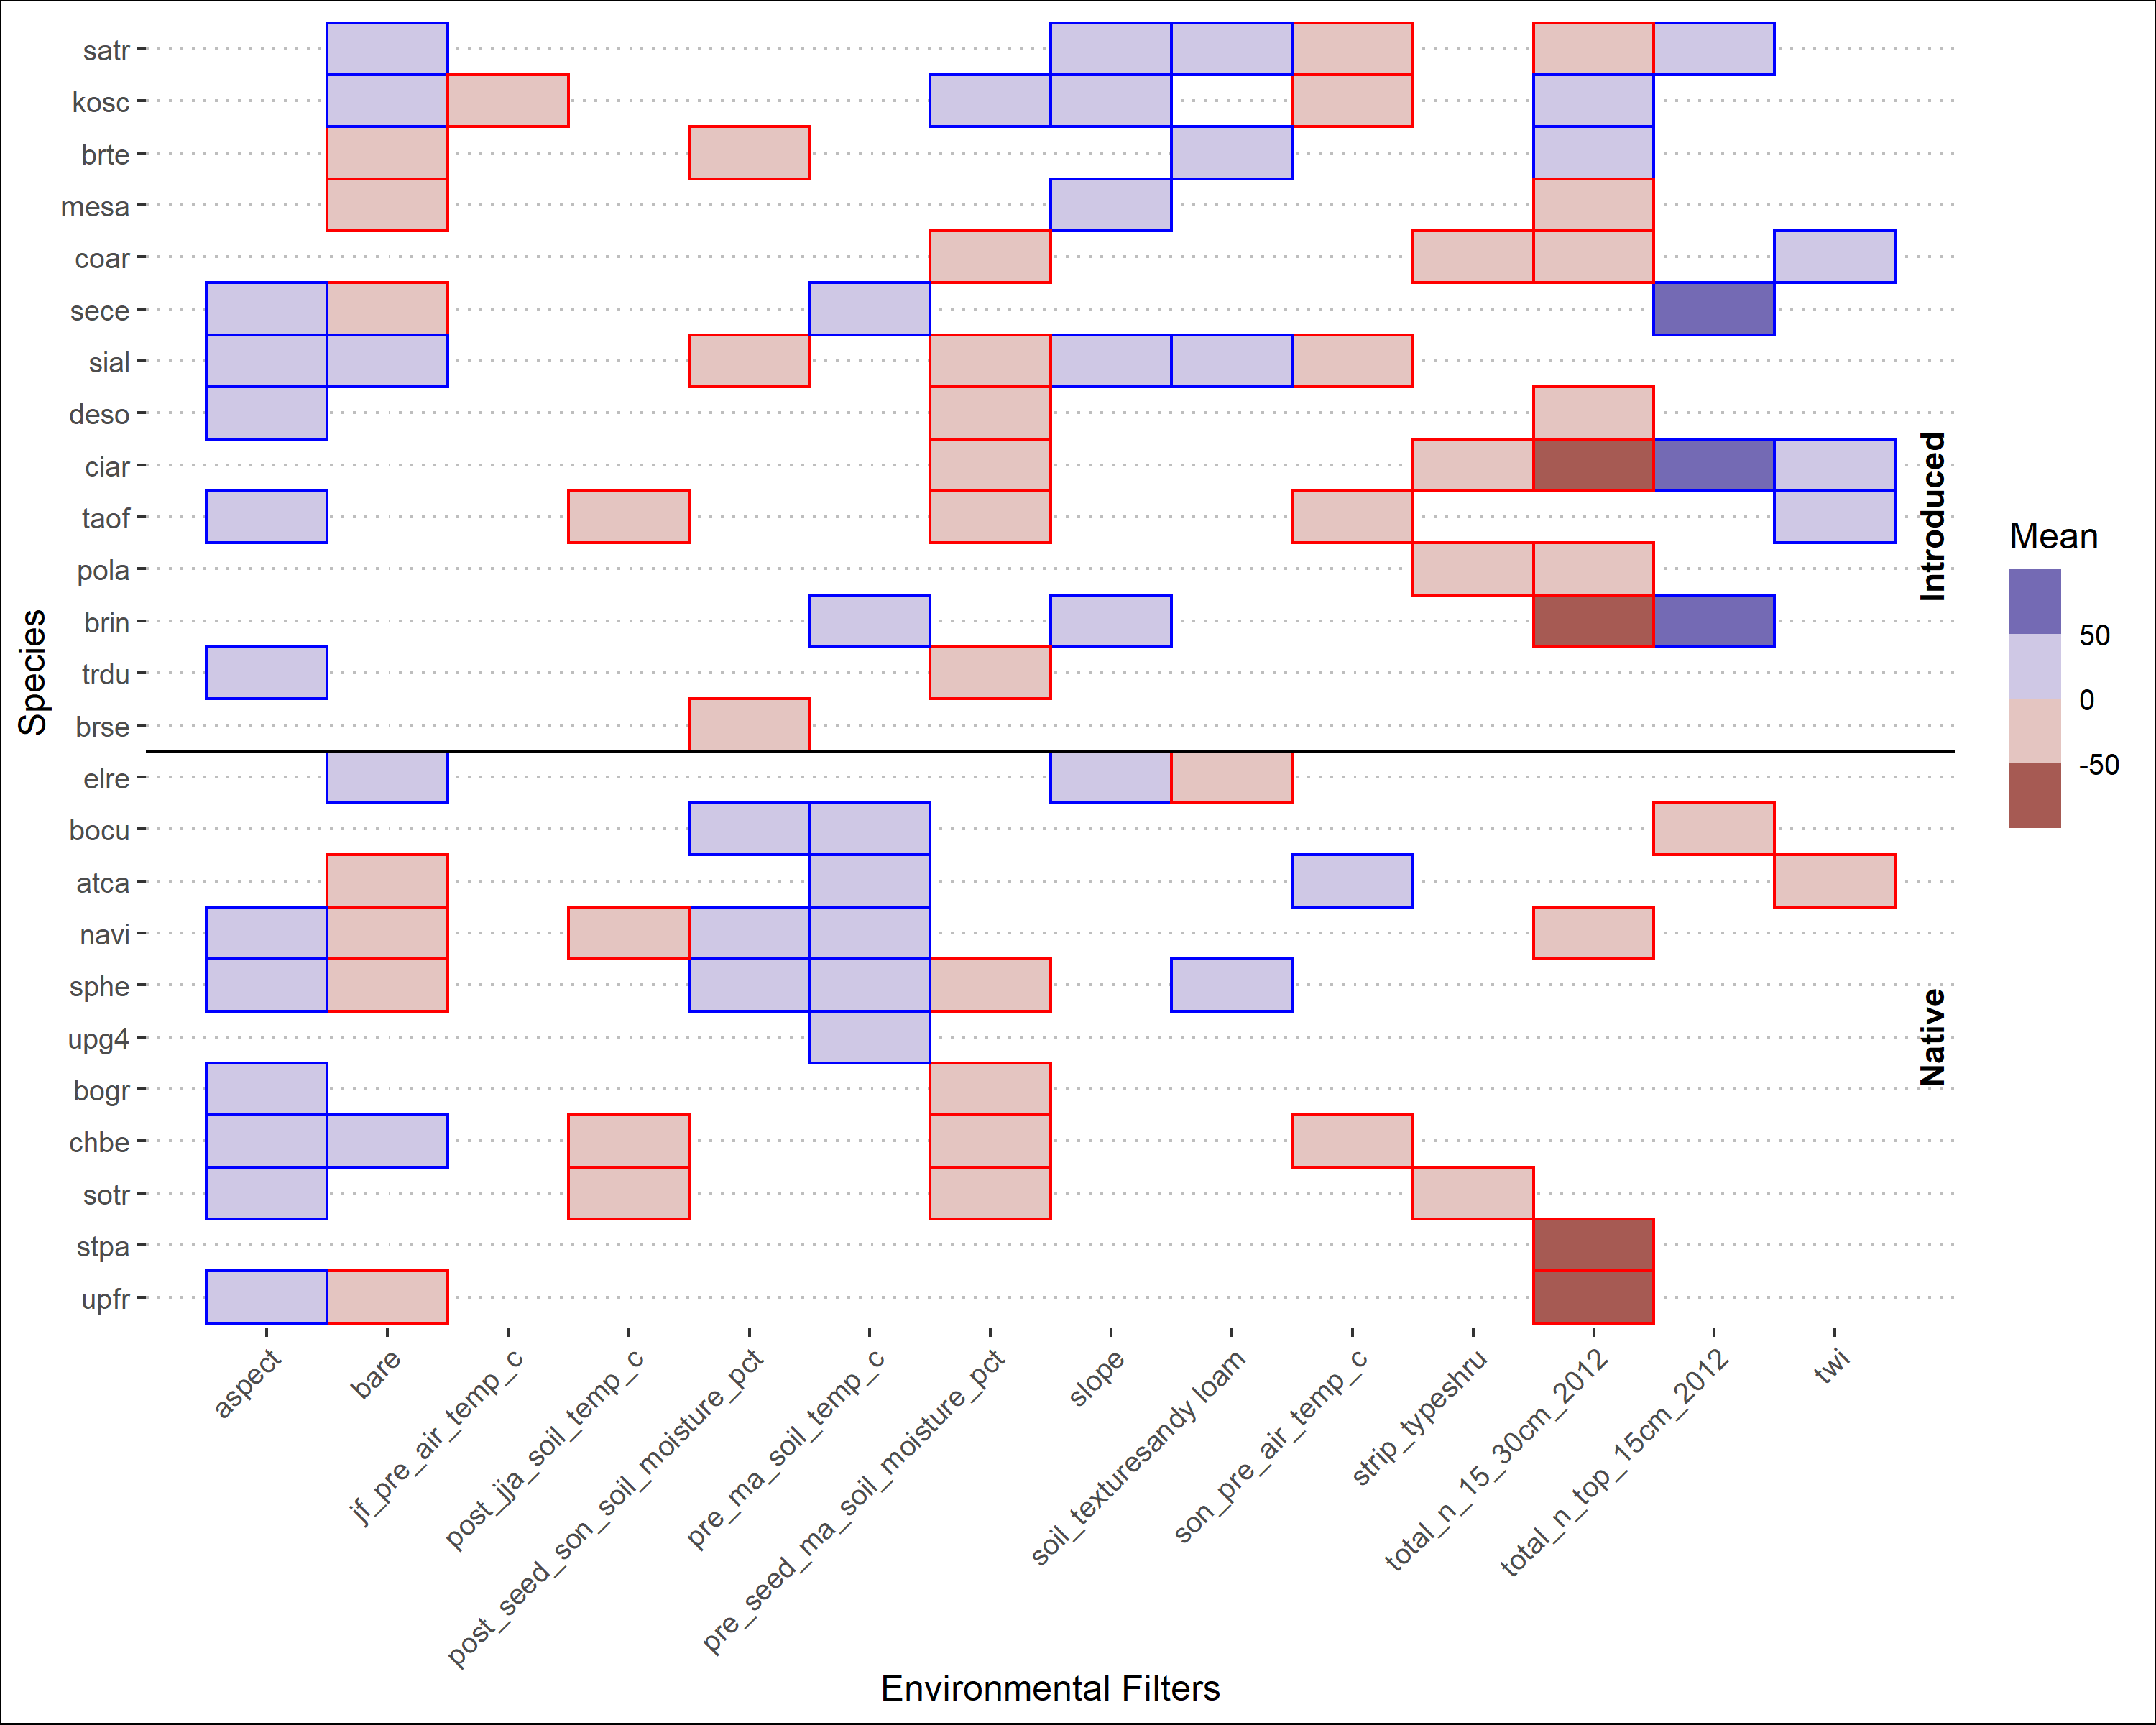 satr
kosc
brte
mesa
coar
sece
sial
deso
ciar
taof
pola
brin
trdu
brse
elre
bocu
atca
navi
sphe
upg4
bogr
chbe
sotr
stpa
upfr
Species
Introduced
Native
Mean
50
0
-50
aspect
bare
jf_pre_air_temp_c
post_jja_soil_temp_c
post_seed_son_soil_moisture_pct
pre_ma_soil_temp_c
pre_seed_ma_soil_moisture_pct
slope
soil_texturesandy loam
son_pre_air_temp_c
strip_typeshru
total_n_15_30cm_2012
total_n_top_15cm_2012
twi
Environmental Filters